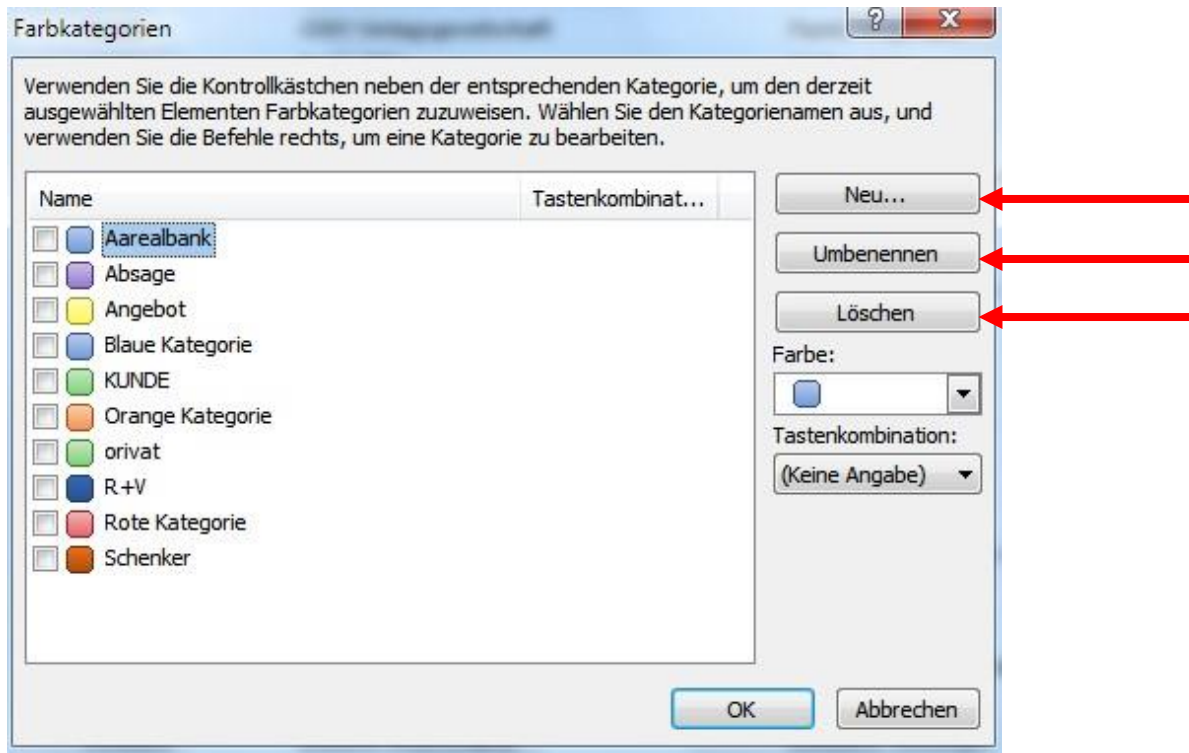 Farbkategorien
Verwenden Sie die Kontrollkästchen neben der entsprechenden Kategorie, um den derzeit
ausgewählten Elementen Farbkategorien zuzuweisen. Wählen Sie den Kategorienamen aus, und
verwenden Sie die Befehle rechts, um eine Kategorie zu bearbeiten.
Name Tastenkombinat...
Aarealbank
Absage
Angebot
Blaue Kategorie
KUNDE
Orange Kategorie
orivat
R+V
Rote Kategorie
Schenker
Neu...
Umbenennen
Löschen
Farbe:
Tastenkombination:
(Keine Angabe)
OK Abbrechen